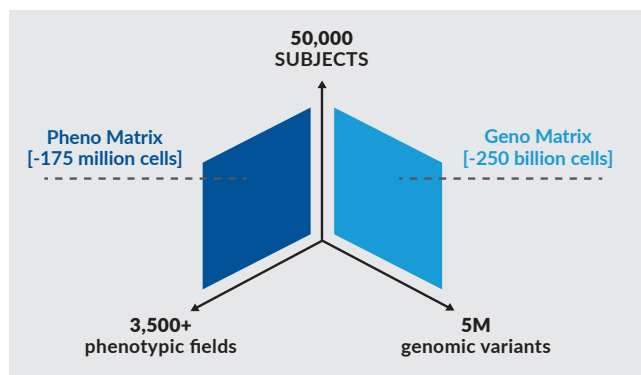 50,000
SUBJECTS
Pheno Matrix
[-175 million cells]
Geno Matrix
[-250 billion cells]
3,500+
phenotypic fields
5M
genomic variants